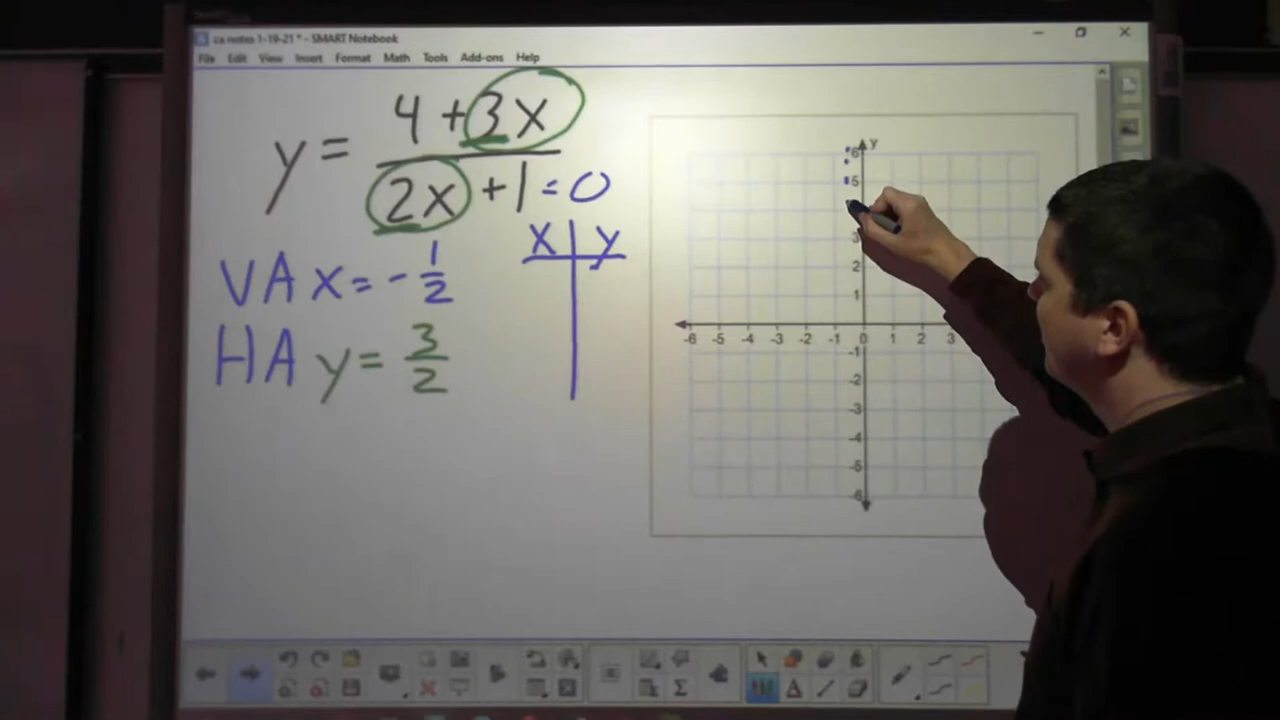 ca notes 1-19-21 * - SMART Notebook
File Edit View Insert Format Math Tools Add-ons Help
y = 4 + 3x / 2x + 1 = 0
x y
VA x = - 1/2
HA y = 3/2
y
6
5
3
2
1
-6 -5 -4 -3 -2 -1 0 1 2 3
-1
-2
-3
-4
-5
-6